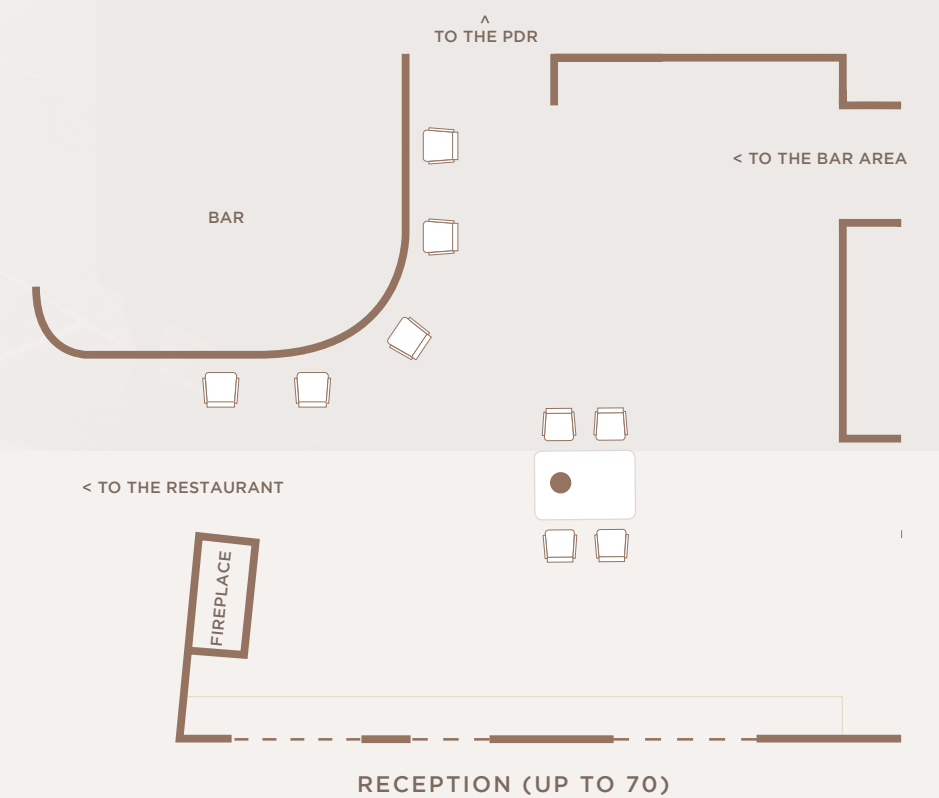 ^
TO THE PDR
< TO THE BAR AREA
BAR
< TO THE RESTAURANT
FIREPLACE
RECEPTION (UP TO 70)